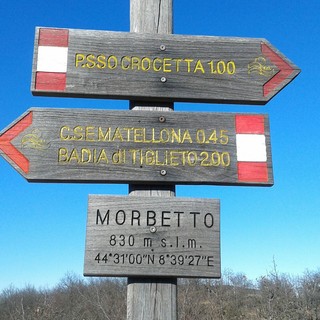 P.SSO CROCETTA 1.00
C.SE MATELLONA 0.45
BADIA di TIGLIETO 2.00
MORBETTO
830 m s.l.m.
44°31'00"N 8°39'27"E